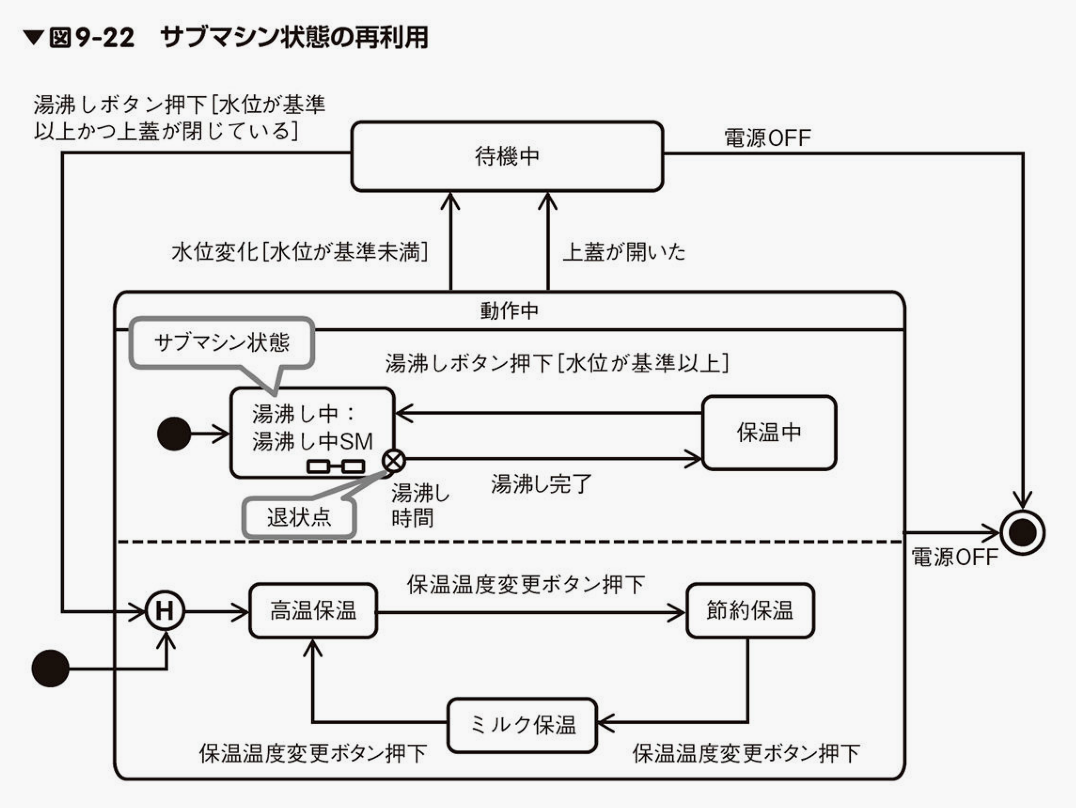 ▼図9-22 サブマシン状態の再利用
湯沸しボタン押下[水位が基準
以上かつ上蓋が閉じている]
待機中
電源OFF
水位変化[水位が基準未満]
上蓋が開いた
動作中
サブマシン状態
湯沸しボタン押下[水位が基準以上]
湯沸し中：
湯沸し中SM
保温中
湯沸し完了
湯沸し
時間
退状点
電源OFF
保温温度変更ボタン押下
H
高温保温
節約保温
ミルク保温
保温温度変更ボタン押下
保温温度変更ボタン押下